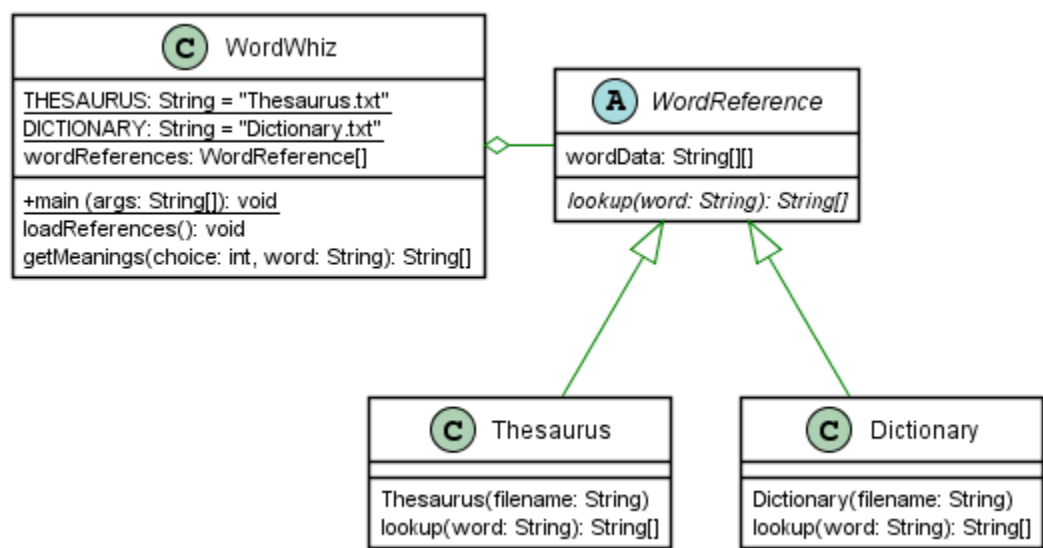 C WordWhiz
THESAURUS: String = "Thesaurus.txt"
DICTIONARY: String = "Dictionary.txt"
wordReferences: WordReference[]
+main (args: String[]): void
loadReferences(): void
getMeanings(choice: int, word: String): String[]
A WordReference
wordData: String[][]
lookup(word: String): String[]
C Thesaurus
Thesaurus(filename: String)
lookup(word: String): String[]
C Dictionary
Dictionary(filename: String)
lookup(word: String): String[]